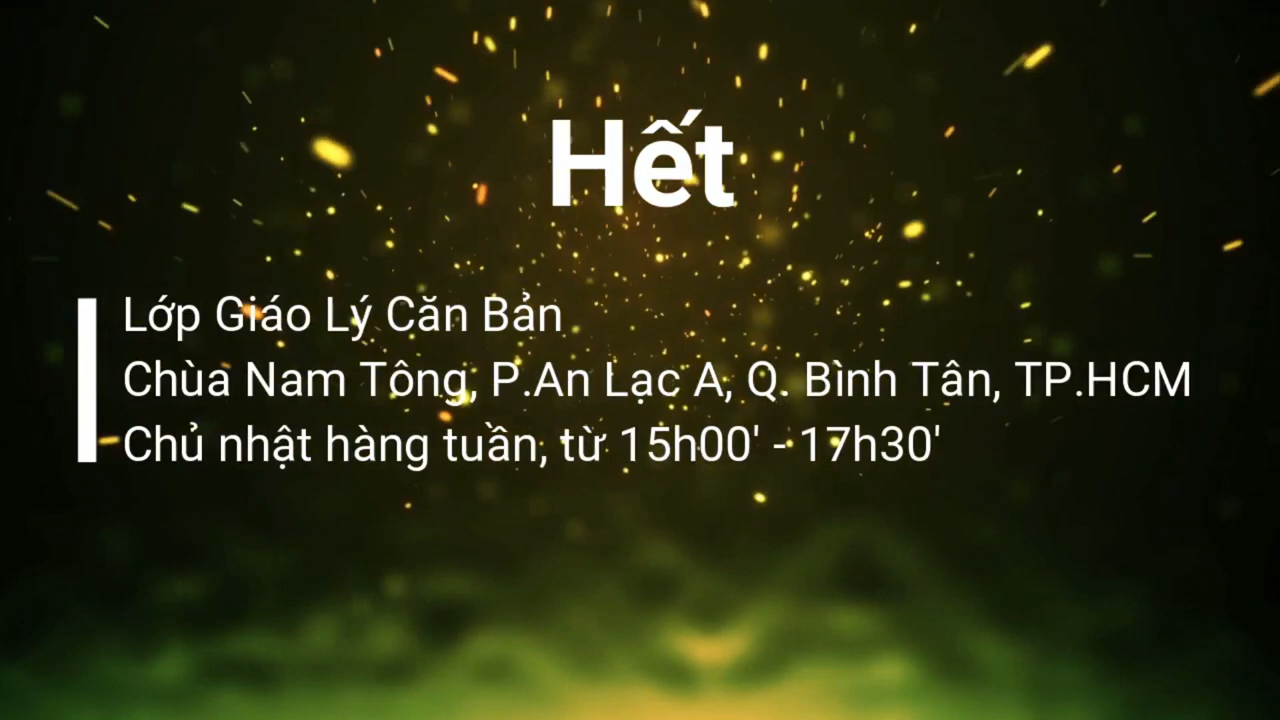 Hết
Lớp Giáo Lý Căn Bản
Chùa Nam Tông, P.An Lạc A, Q. Bình Tân, TP.HCM
Chủ nhật hàng tuần, từ 15h00' - 17h30'